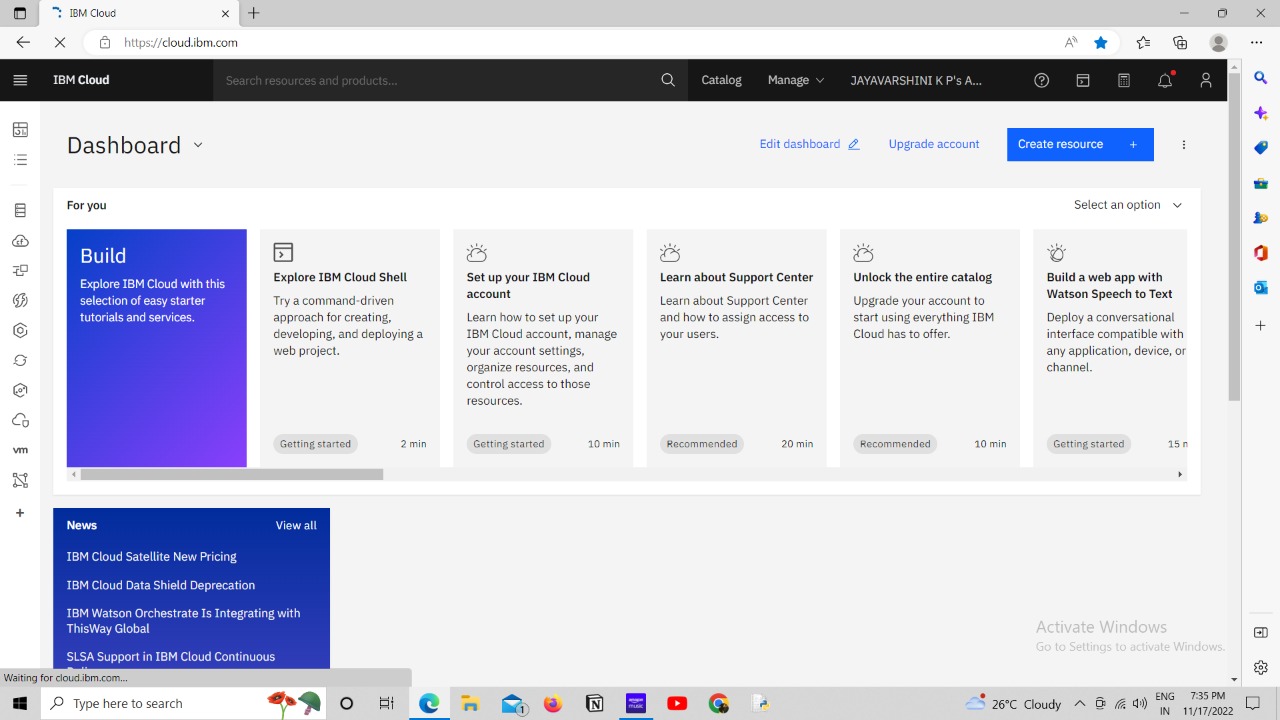 IBM Cloud
https://cloud.ibm.com
IBM Cloud
Search resources and products...
Catalog
Manage
JAYAVARSHINI K P's A...
Dashboard
Edit dashboard
Upgrade account
Create resource +
For you
Select an option
Build
Explore IBM Cloud with this
selection of easy starter
tutorials and services.
Explore IBM Cloud Shell
Try a command-driven
approach for creating,
developing, and deploying a
web project.
Getting started
2 min
Set up your IBM Cloud
account
Learn how to set up your
IBM Cloud account, manage
your account settings,
organize resources, and
control access to those
resources.
Getting started
10 min
Learn about Support Center
Learn about Support Center
and how to assign access to
your users.
Recommended
20 min
Unlock the entire catalog
Upgrade your account to
start using everything IBM
Cloud has to offer.
Recommended
10 min
Build a web app with
Watson Speech to Text
Deploy a conversational
interface compatible with
any application, device, or
channel.
Getting started
15
vm
News
View all
IBM Cloud Satellite New Pricing
IBM Cloud Data Shield Deprecation
IBM Watson Orchestrate Is Integrating with
ThisWay Global
SLSA Support in IBM Cloud Continuous
Activate Windows
Go to Settings to activate Windows.
Waiting for cloud.ibm.com...
Type here to search
1
music
26°C Cloudy
ENG
IN
7:35 PM
11/17/2022